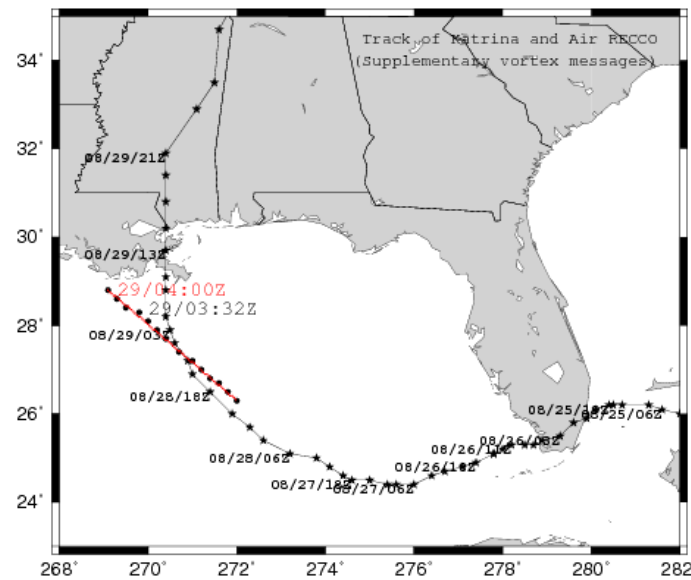 Track of Katrina and Air RECCO
(Supplementary vortex messages)
34°
32°
30°
28°
26°
24°
08/29/21Z
08/29/13Z
29/04:00Z
29/03:32Z
08/29/03Z
08/28/18Z
08/28/06Z
08/27/18Z
08/27/06Z
08/26/18Z
08/26/11Z
08/26/03Z
08/25/18Z
08/25/06Z
268°
270°
272°
274°
276°
278°
280°
282°